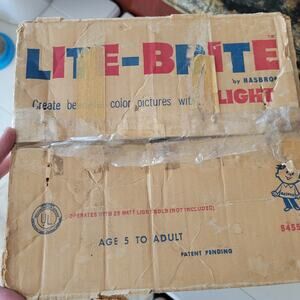 LITE-BRITE
by HASBRO
Create be color pictures wit
LIGHT
UL
OPERATES WITH 25 WATT LIGHT BULB (NOT INCLUDED)
AGE 5 TO ADULT
PATENT PENDING
5455